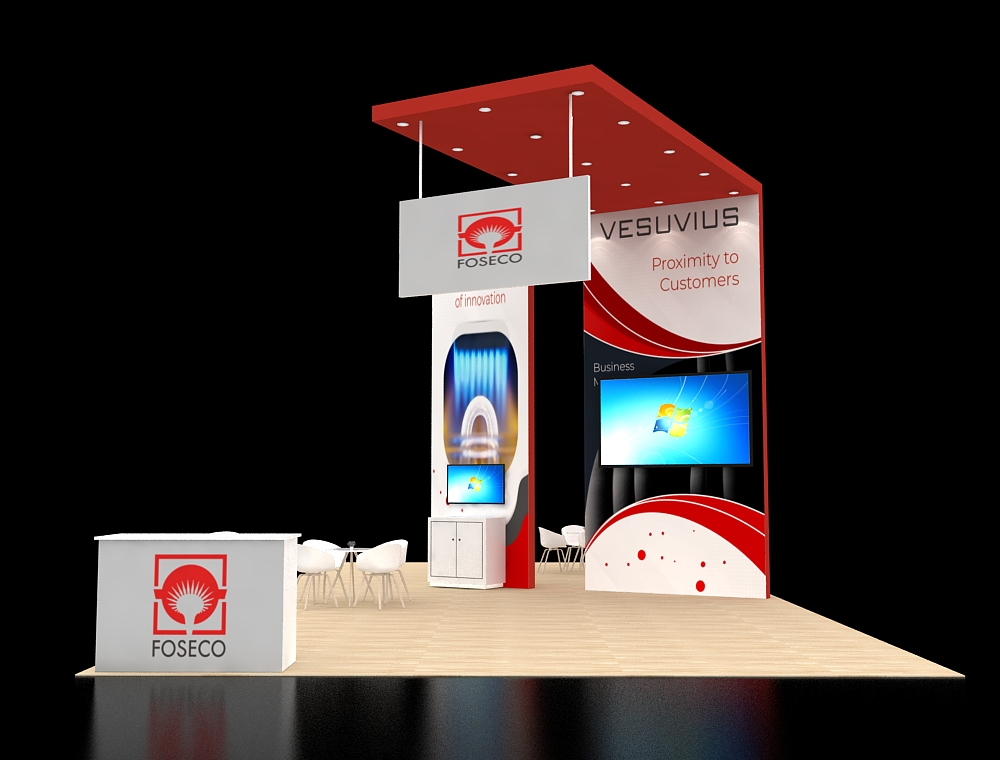 VESUVIUS
Proximity to
Customers
FOSECO
of innovation
Business
FOSECO